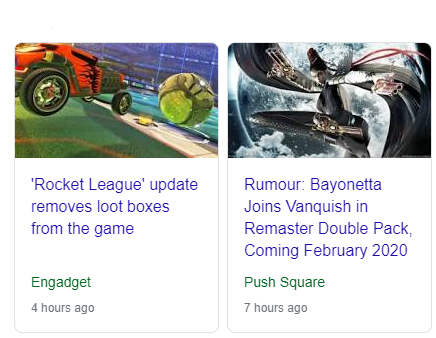 'Rocket League' update
removes loot boxes
from the game
Engadget
4 hours ago
Rumour: Bayonetta
Joins Vanquish in
Remaster Double Pack,
Coming February 2020
Push Square
7 hours ago